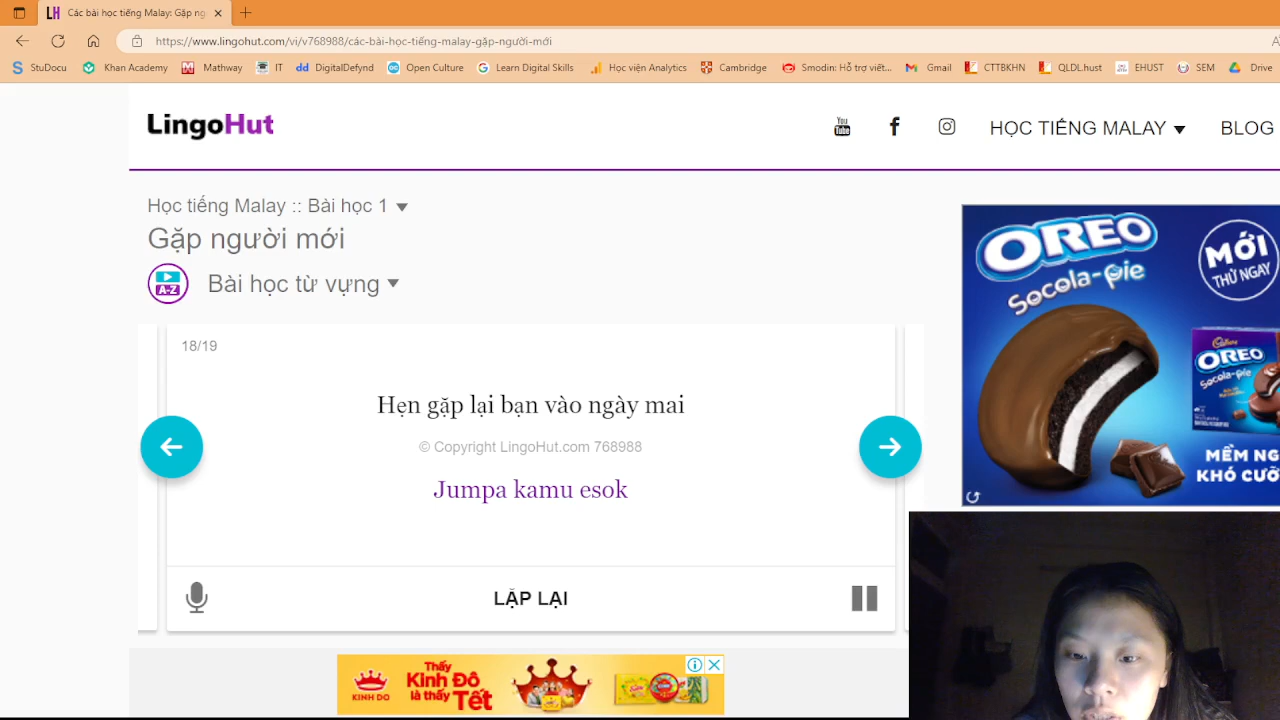 LH Các bài học tiếng Malay: Gặp ng
https://www.lingohut.com/vi/v768988/các-bài-học-tiếng-malay-gặp-người-mới
StuDocu Khan Academy Mathway IT DigitalDefynd Open Culture Learn Digital Skills Học viện Analytics Cambridge Smodin: Hỗ trợ viết... Gmail CTTBKHN QLDL.hust EHUST SEM Drive
LingoHut
You Tube
HỌC TIẾNG MALAY BLOG
Học tiếng Malay :: Bài học 1
Gặp người mới
A-Z
Bài học từ vựng
18/19
Hẹn gặp lại bạn vào ngày mai
© Copyright LingoHut.com 768988
Jumpa kamu esok
LẶP LẠI
OREO
Socola-pie
MỚI
THỬ NGAY
Cadbury
OREO
Socola-pie
MỀM NG
KHÓ CƯỠ
KINH DO
Thấy
Kinh Đô
là thấy Tết